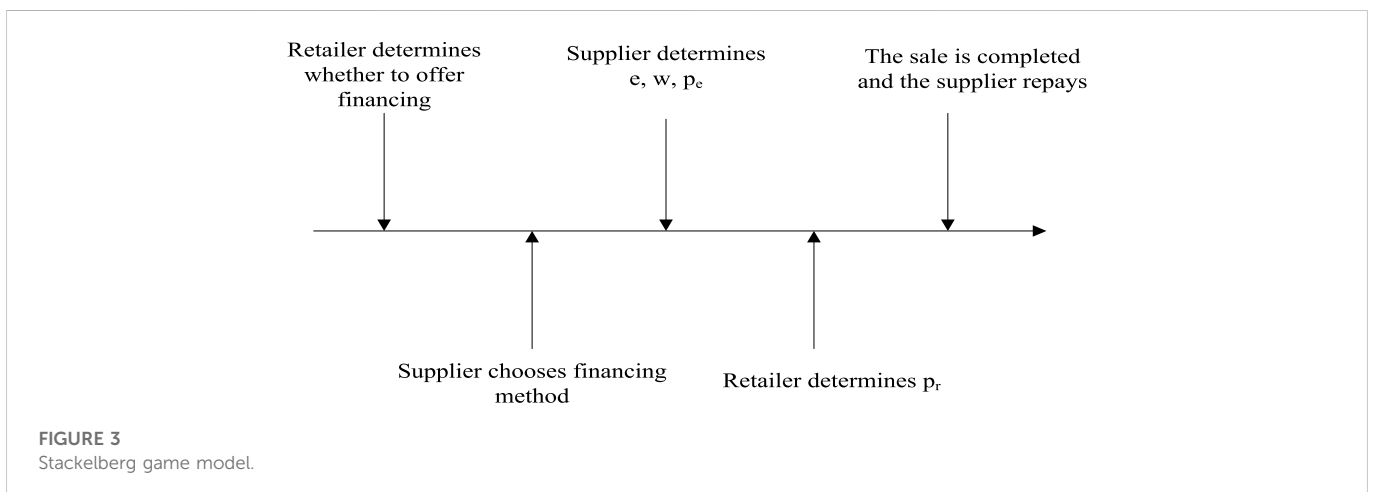 Retailer determines
whether to offer
financing
Supplier determines
e, w, pₑ
The sale is completed
and the supplier repays
Supplier chooses financing
method
Retailer determines pᵣ
FIGURE 3
Stackelberg game model.